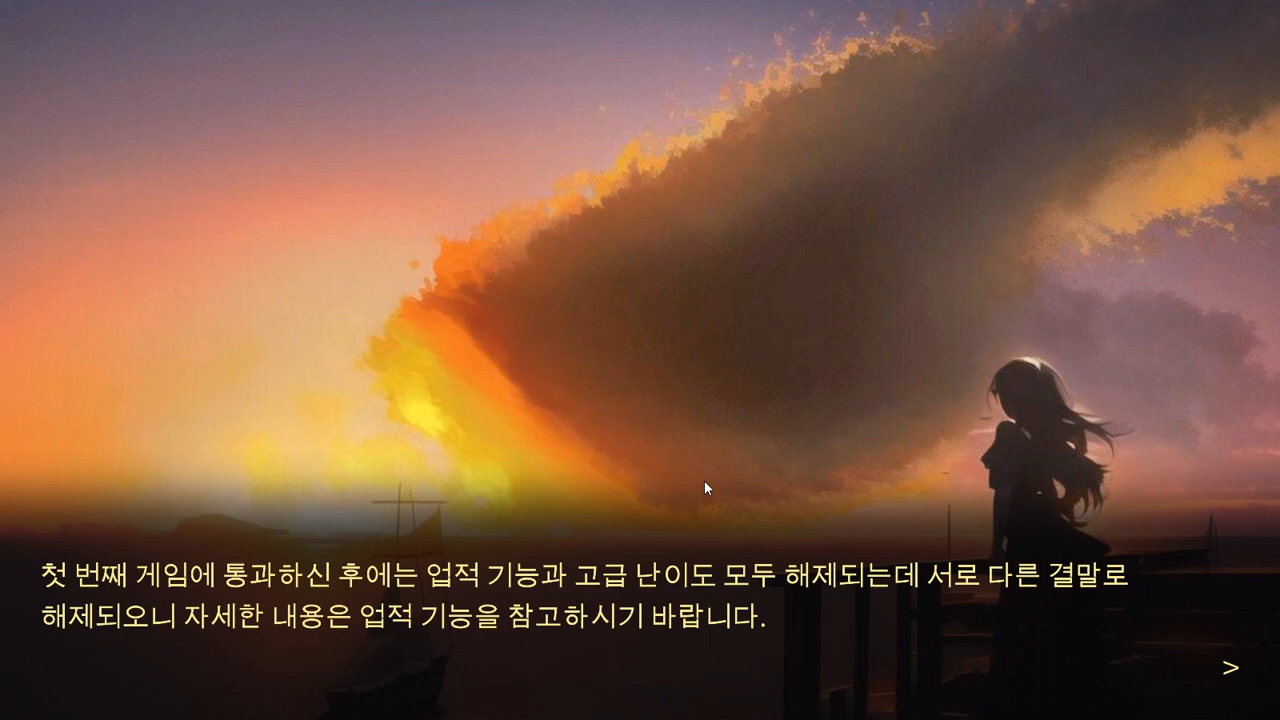 첫 번째 게임에 통과하신 후에는 업적 기능과 고급 난이도 모두 해제되는데 서로 다른 결말로
해제되오니 자세한 내용은 업적 기능을 참고하시기 바랍니다.
>